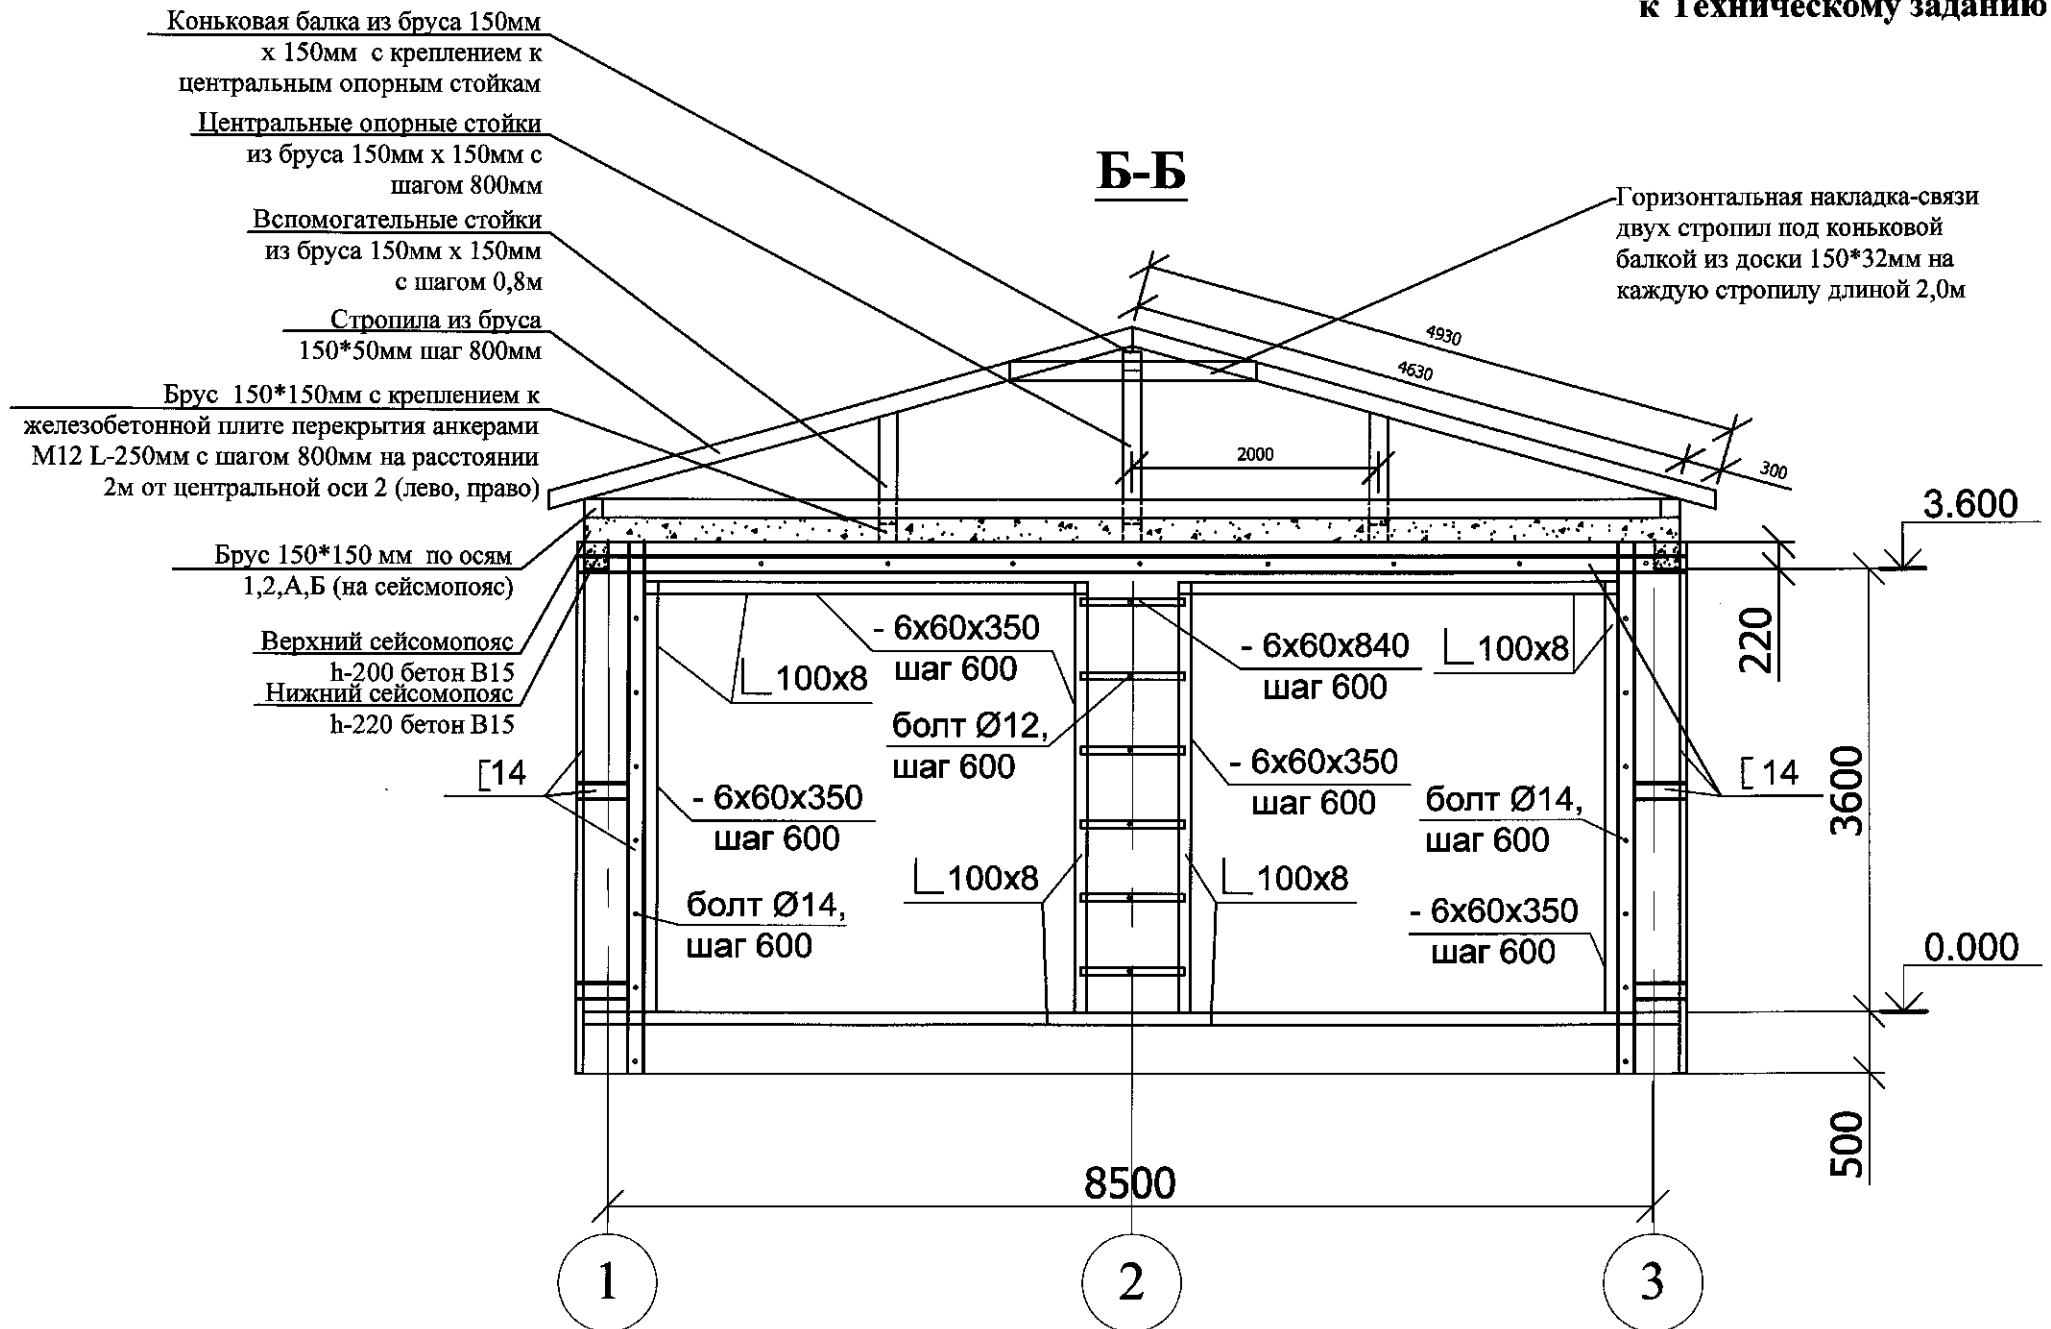 к Техническому заданию
Коньковая балка из бруса 150мм
х 150мм с креплением к
центральным опорным стойкам
Центральные опорные стойки
из бруса 150мм х 150мм с
шагом 800мм
Вспомогательные стойки
из бруса 150мм х 150мм
с шагом 0,8м
Стропила из бруса
150*50мм шаг 800мм
Брус 150*150мм с креплением к
железобетонной плите перекрытия анкерами
М12 L-250мм с шагом 800мм на расстоянии
2м от центральной оси 2 (лево, право)
Брус 150*150 мм по осям
1,2,А,Б (на сейсмопояс)
Верхний сейсомопояс
h-200 бетон В15
Нижний сейсомопояс
h-220 бетон В15
Б-Б
Горизонтальная накладка-связи
двух стропил под коньковой
балкой из доски 150*32мм на
каждую стропилу длиной 2,0м
4930
4630
300
2000
3.600
220
3600
0.000
500
- 6х60х350
шаг 600
100х8
болт Ø12,
шаг 600
- 6х60х840
шаг 600
100х8
[14
- 6х60х350
шаг 600
- 6х60х350
шаг 600
болт Ø14,
шаг 600
[14
100х8
100х8
болт Ø14,
шаг 600
- 6х60х350
шаг 600
8500
1
2
3